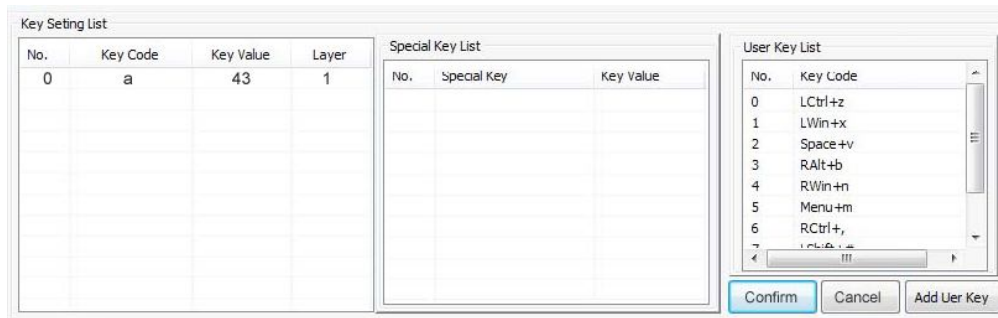 Key Seting List
No. Key Code Key Value Layer
0 a 43 1
Special Key List
No. Special Key Key Value
User Key List
No. Key Code
0 LCtrl+z
1 LWin+x
2 Space+v
3 RAlt+b
4 RWin+n
5 Menu+m
6 RCtrl+,
Confirm Cancel Add Uer Key